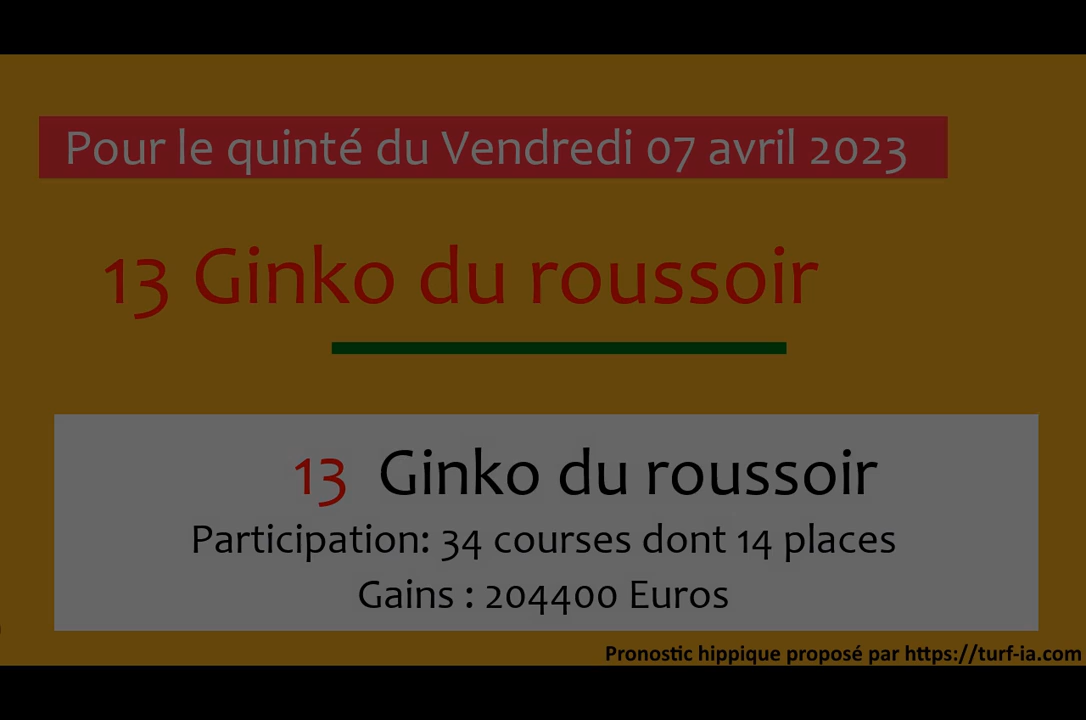 Pour le quinté du Vendredi 07 avril 2023
13 Ginko du roussoir
13 Ginko du roussoir
Participation: 34 courses dont 14 places
Gains : 204400 Euros
Pronostic hippique proposé par https://turf-ia.com